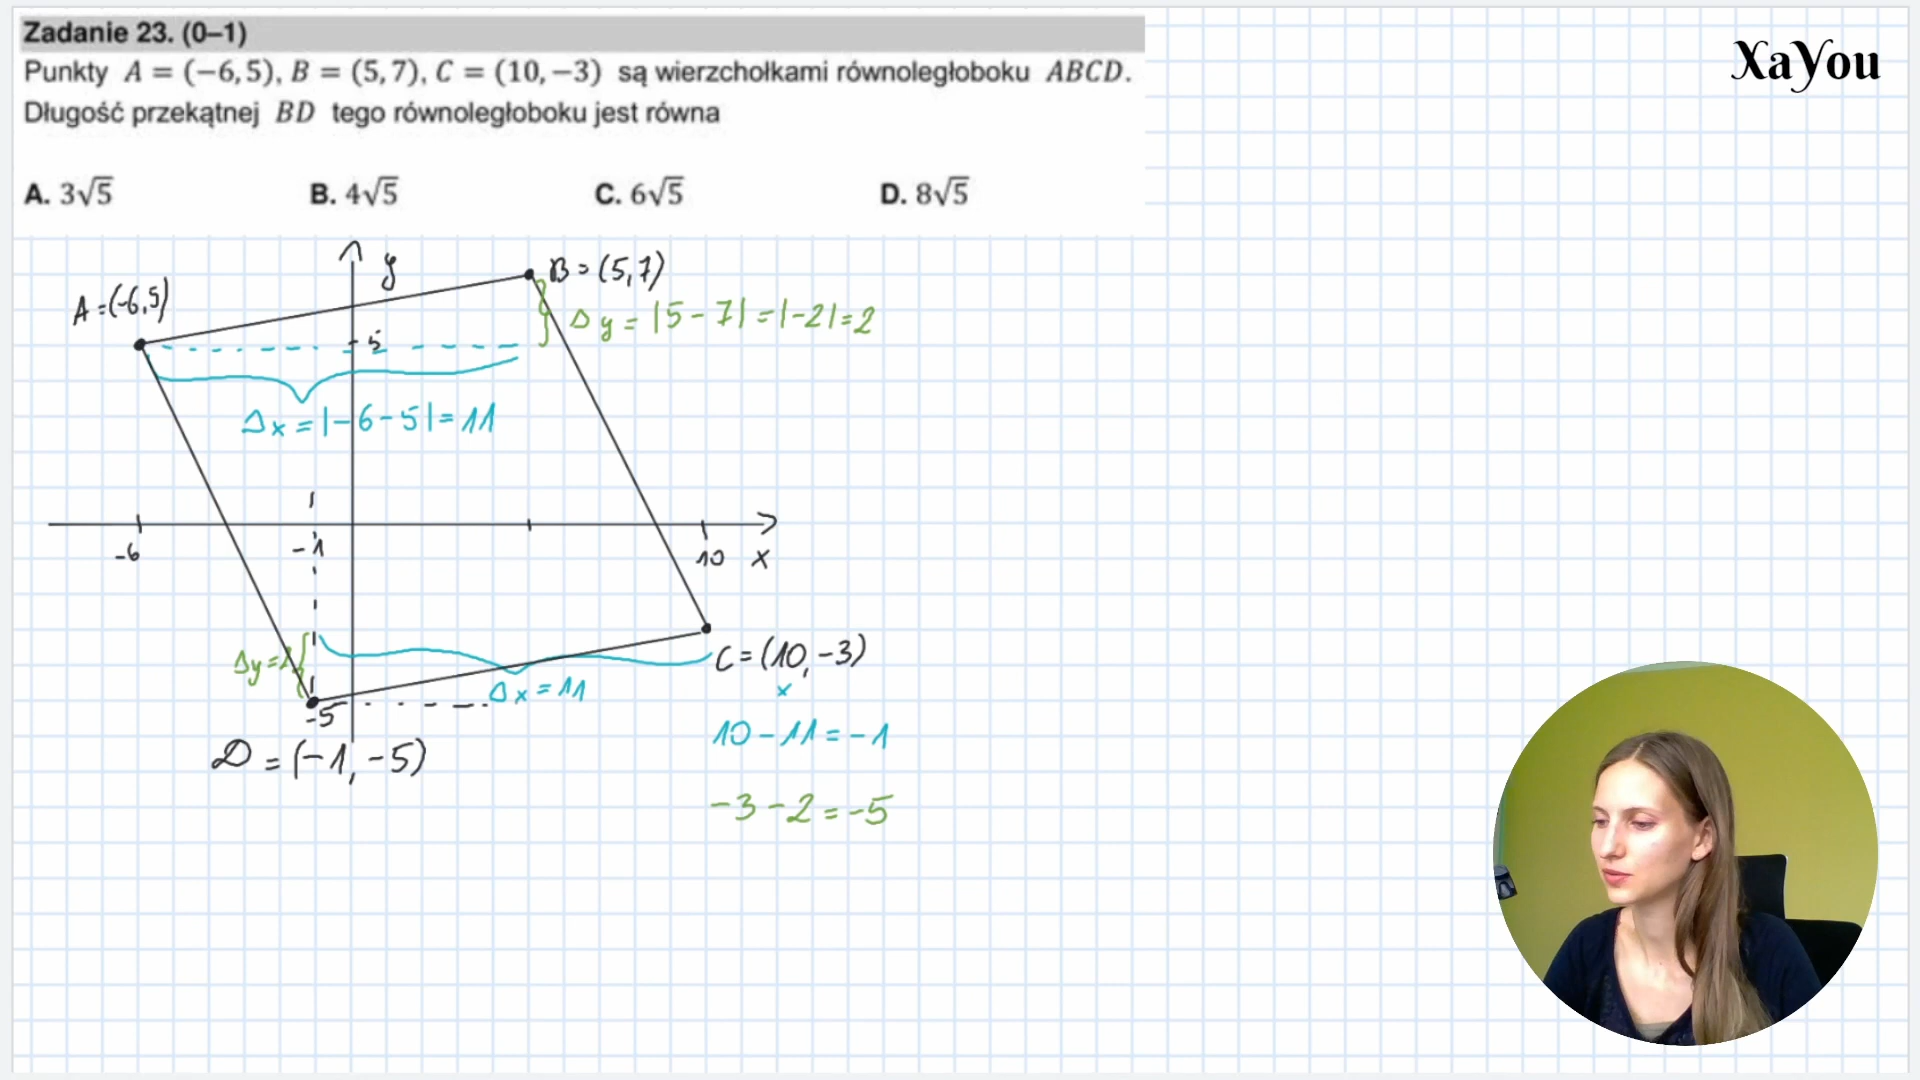 Zadanie 23. (0–1)
XaYou
Punkty A = (−6, 5), B = (5, 7), C = (10, −3) są wierzchołkami równoległoboku ABCD.
Długość przekątnej BD tego równoległoboku jest równa
A. 3√5 B. 4√5 C. 6√5 D. 8√5
y
B = (5,7)
A = (-6,5)
Δy = |5-7| = |-2| = 2
5
Δx = |-6-5| = 11
-6
-1
10
x
Δy = 2
C = (10, -3)
x
Δx = 11
-5
10 - 11 = -1
D = (-1, -5)
-3 - 2 = -5